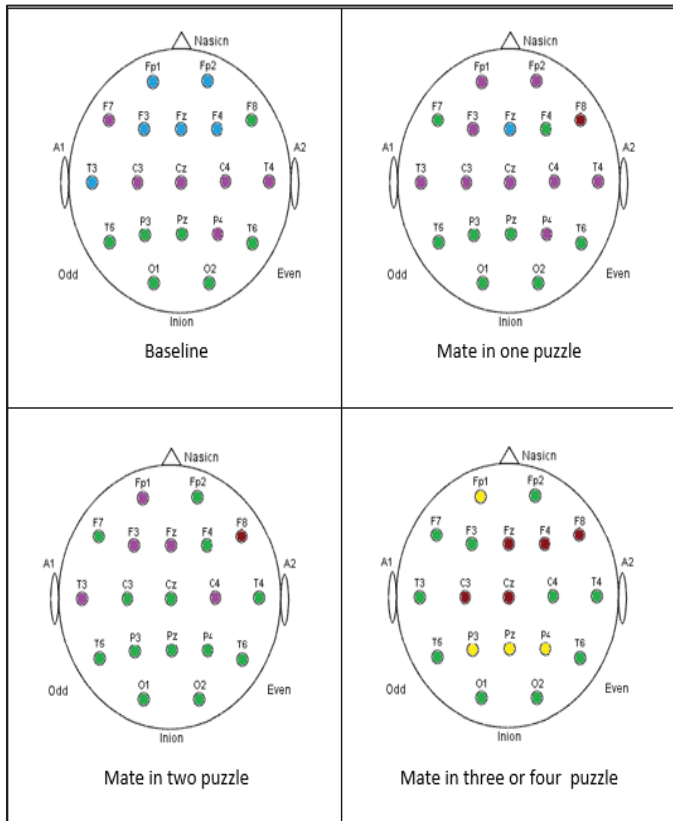 Nasicn
Fp1 Fp2
F7 F3 Fz F4 F8
A1 A2
T3 C3 Cz C4 T4
T5 P3 Pz P4 T6
O1 O2
Odd Even
Inion
Baseline
Nasicn
Fp1 Fp2
F7 F3 Fz F4 F8
A1 A2
T3 C3 Cz C4 T4
T5 P3 Pz P4 T6
O1 O2
Odd Even
Inion
Mate in one puzzle
Nasicn
Fp1 Fp2
F7 F3 Fz F4 F8
A1 A2
T3 C3 Cz C4 T4
T5 P3 Pz P4 T6
O1 O2
Odd Even
Inion
Mate in two puzzle
Nasicn
Fp1 Fp2
F7 F3 Fz F4 F8
A1 A2
T3 C3 Cz C4 T4
T5 P3 Pz P4 T6
O1 O2
Odd Even
Inion
Mate in three or four puzzle